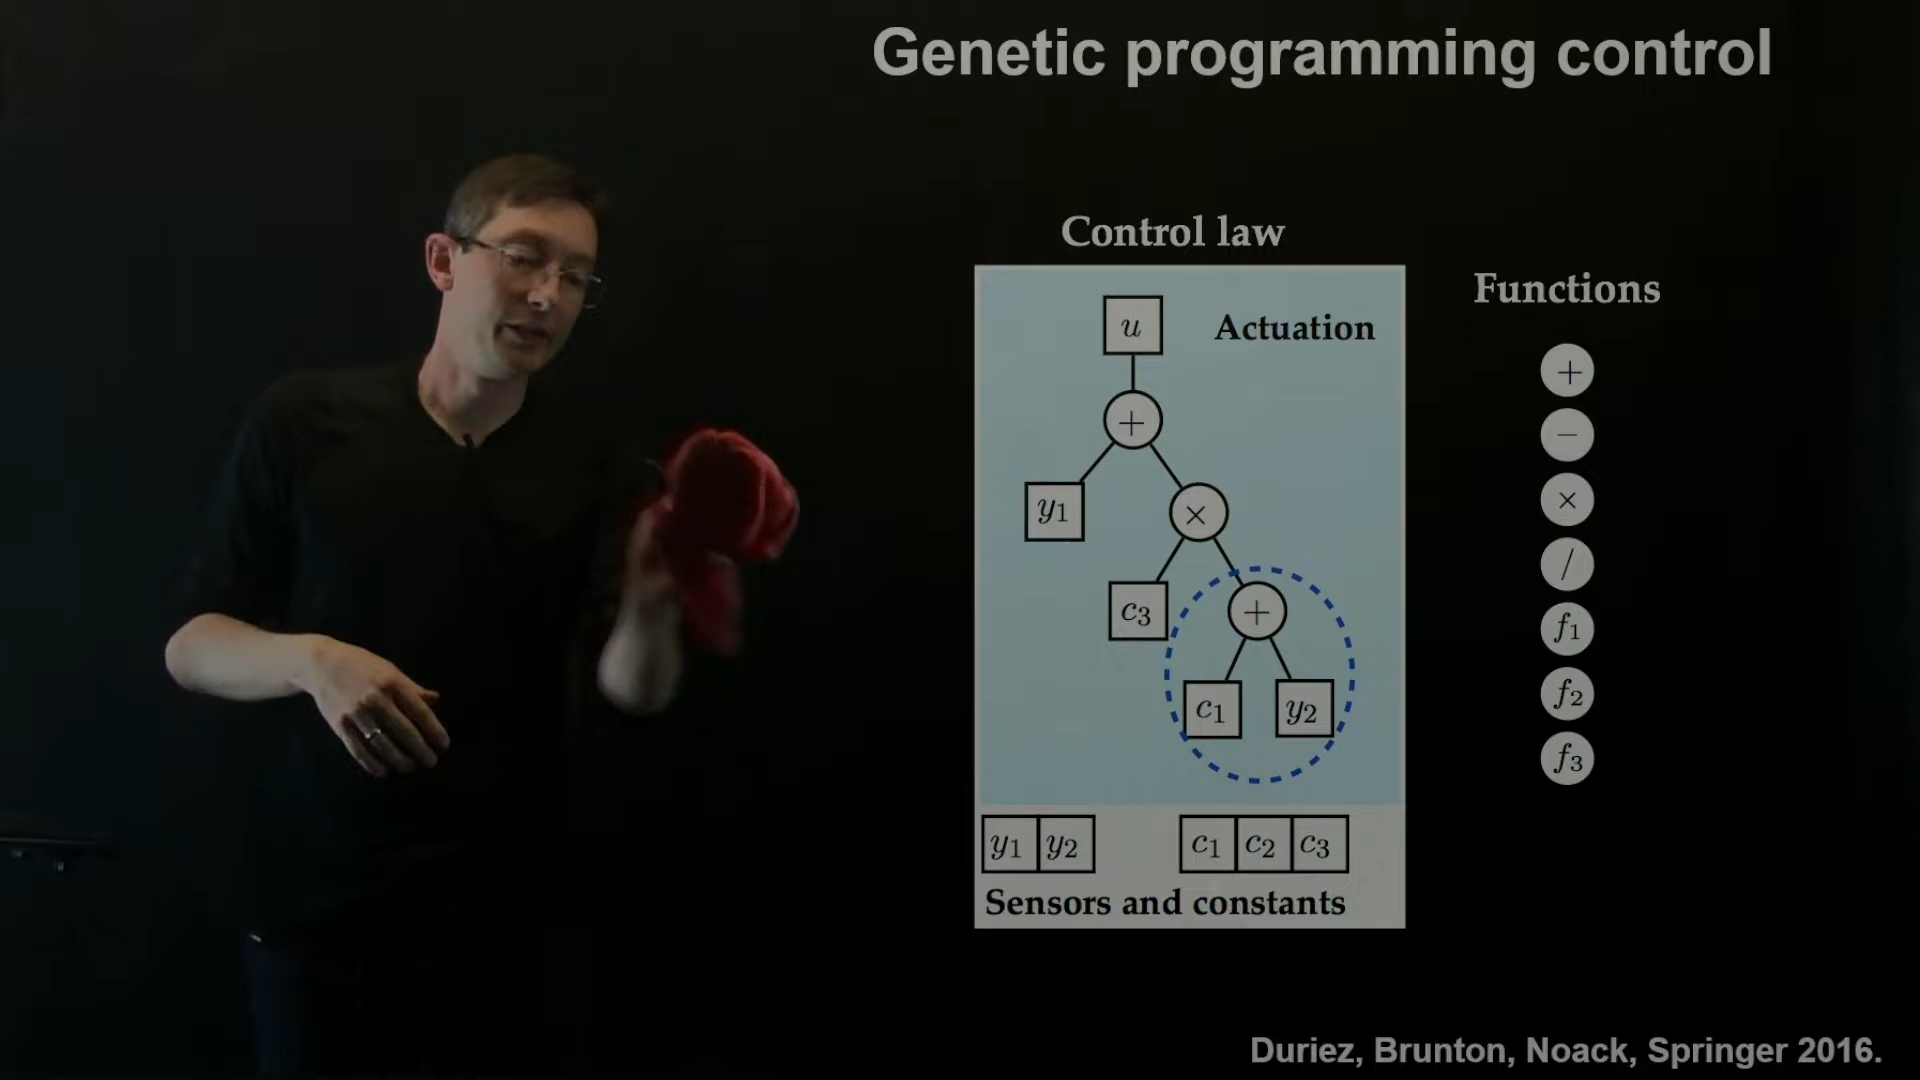 Genetic programming control
Control law
Functions
u
Actuation
+
y₁
×
c₃
+
c₁
y₂
+
−
×
/
f₁
f₂
f₃
y₁ y₂
c₁ c₂ c₃
Sensors and constants
Duriez, Brunton, Noack, Springer 2016.